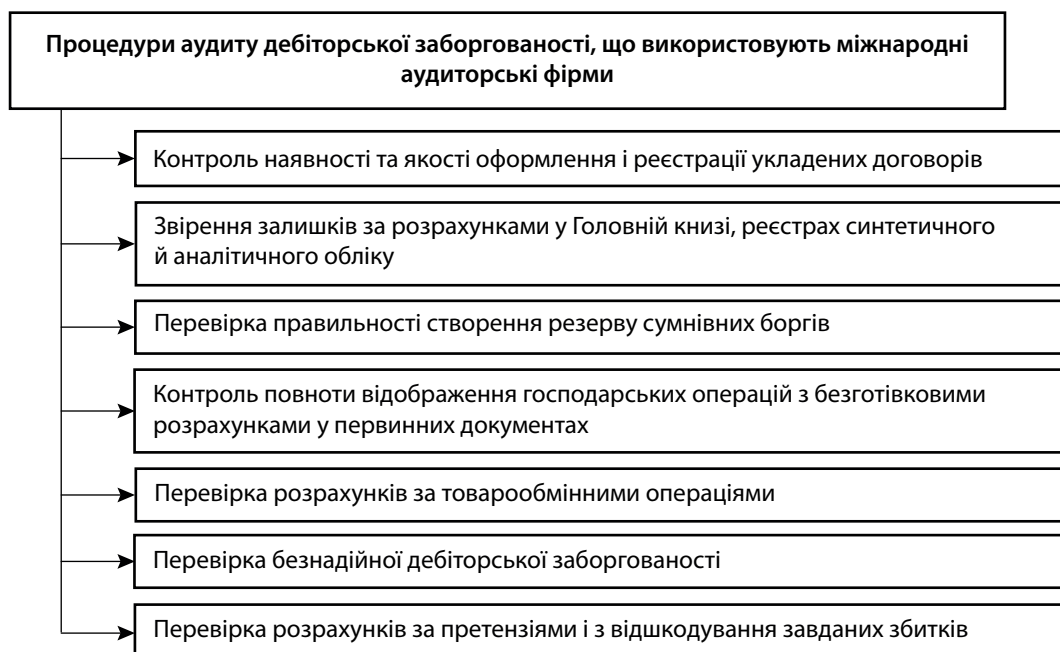 Процедури аудиту дебіторської заборгованості, що використовують міжнародні
аудиторські фірми
Контроль наявності та якості оформлення і реєстрації укладених договорів
Звірення залишків за розрахунками у Головній книзі, реєстрах синтетичного
й аналітичного обліку
Перевірка правильності створення резерву сумнівних боргів
Контроль повноти відображення господарських операцій з безготівковими
розрахунками у первинних документах
Перевірка розрахунків за товарообмінними операціями
Перевірка безнадійної дебіторської заборгованості
Перевірка розрахунків за претензіями і з відшкодування завданих збитків